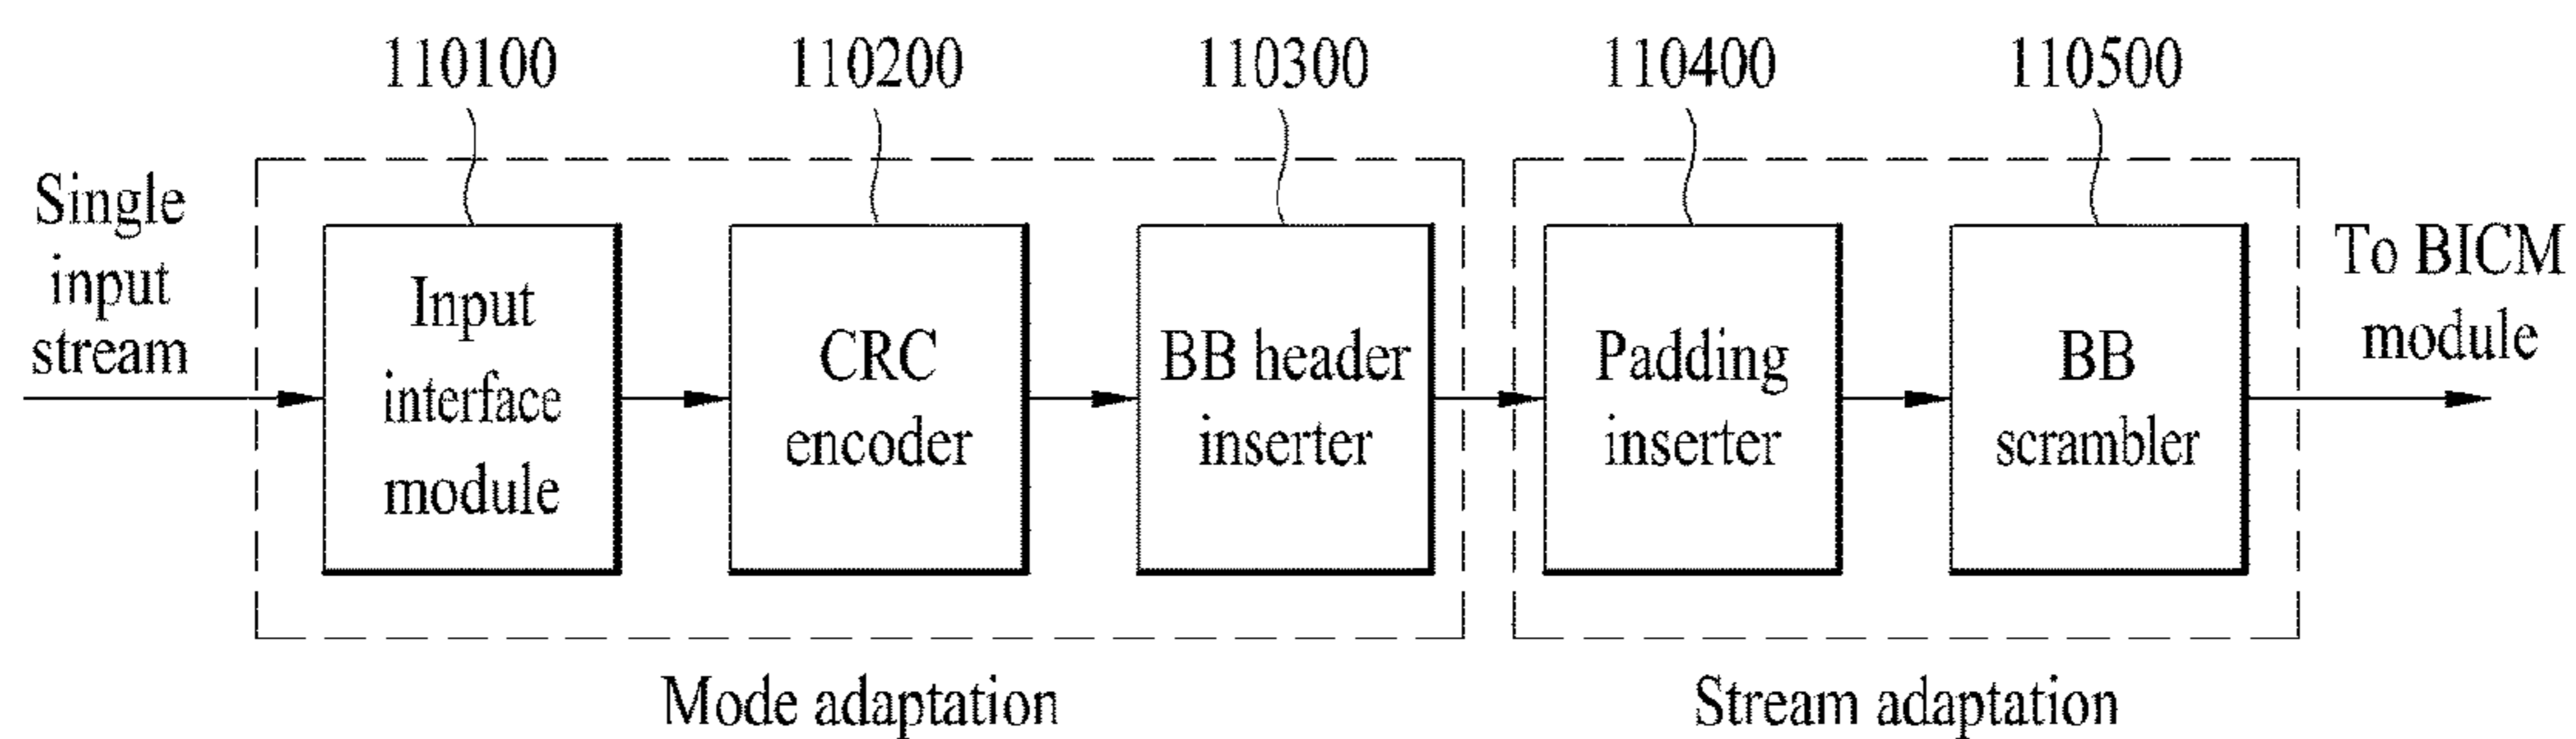 110100
110200
110300
110400
110500
Single
input
stream
Input
interface
module
CRC
encoder
BB header
inserter
Padding
inserter
BB
scrambler
To BICM
module
Mode adaptation
Stream adaptation